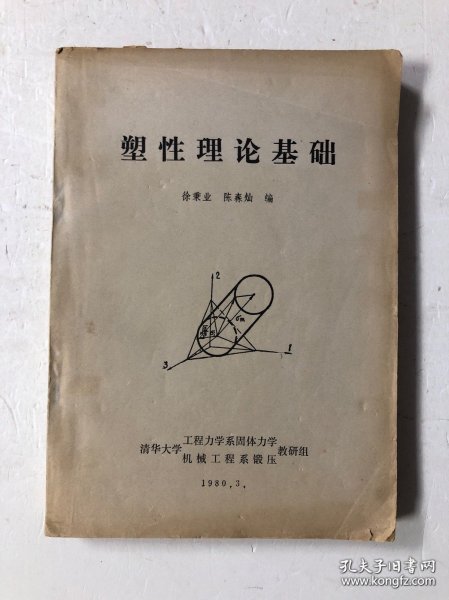 塑性理论基础
徐秉业 陈森灿 编
2
σm
3
1
清华大学 工程力学系固体力学 教研组
机械工程系锻压
1980.3.
孔夫子旧书网
www.kongfz.com